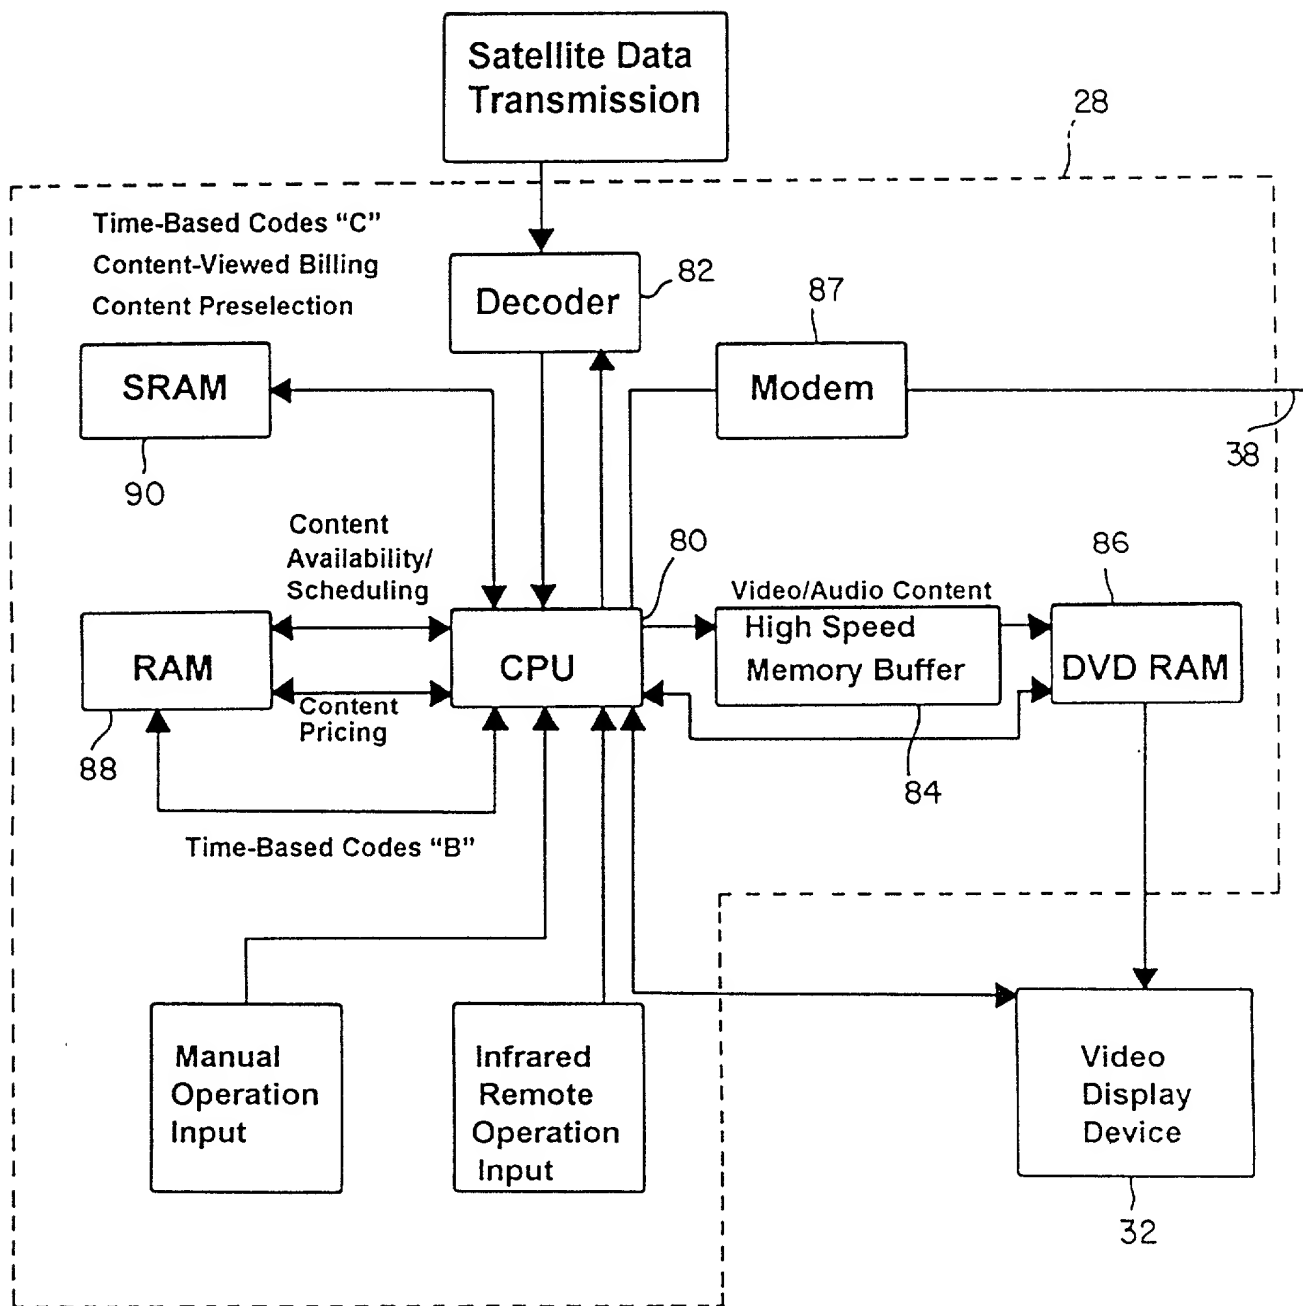 Satellite Data
Transmission
28
Time-Based Codes “C”
Content-Viewed Billing
Content Preselection
Decoder
82
87
SRAM
Modem
90
38
Content
Availability/
Scheduling
80
86
Video/Audio Content
High Speed
Memory Buffer
RAM
CPU
DVD RAM
Content
Pricing
88
84
Time-Based Codes “B”
Manual
Operation
Input
Infrared
Remote
Operation
Input
Video
Display
Device
32